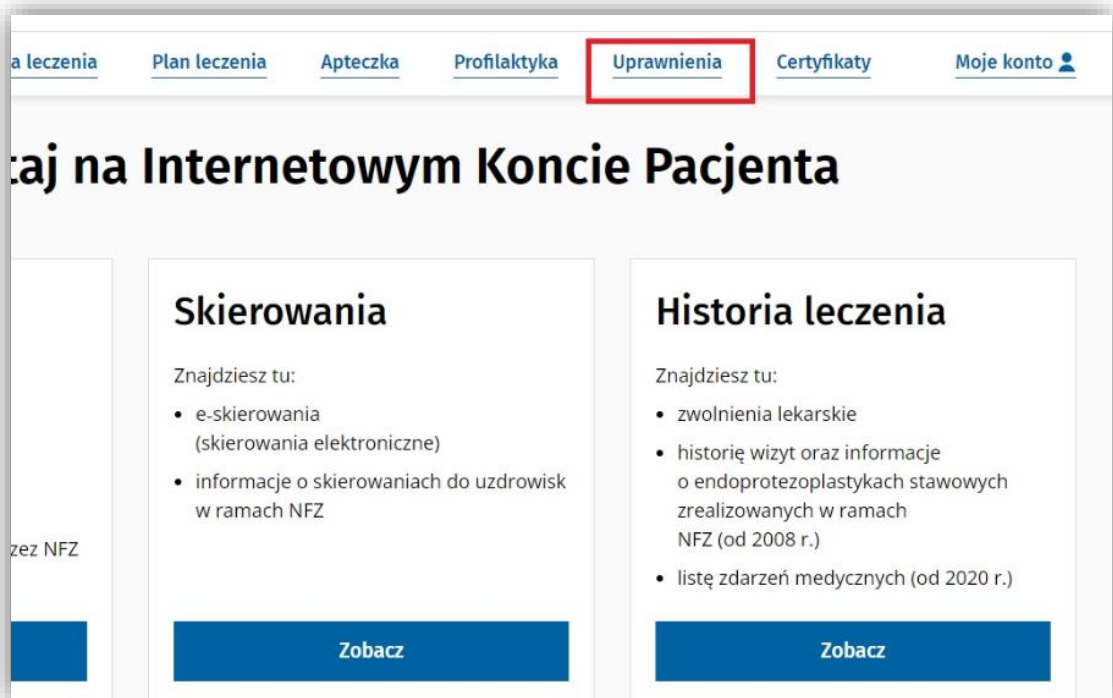 a leczenia Plan leczenia Apteczka Profilaktyka Uprawnienia Certyfikaty Moje konto
taj na Internetowym Koncie Pacjenta
Skierowania
Znajdziesz tu:
• e-skierowania
(skierowania elektroniczne)
• informacje o skierowaniach do uzdrowisk
w ramach NFZ
Zobacz
Historia leczenia
Znajdziesz tu:
• zwolnienia lekarskie
• historię wizyt oraz informacje
o endoprotezoplastykach stawowych
zrealizowanych w ramach
NFZ (od 2008 r.)
• listę zdarzeń medycznych (od 2020 r.)
Zobacz
zez NFZ